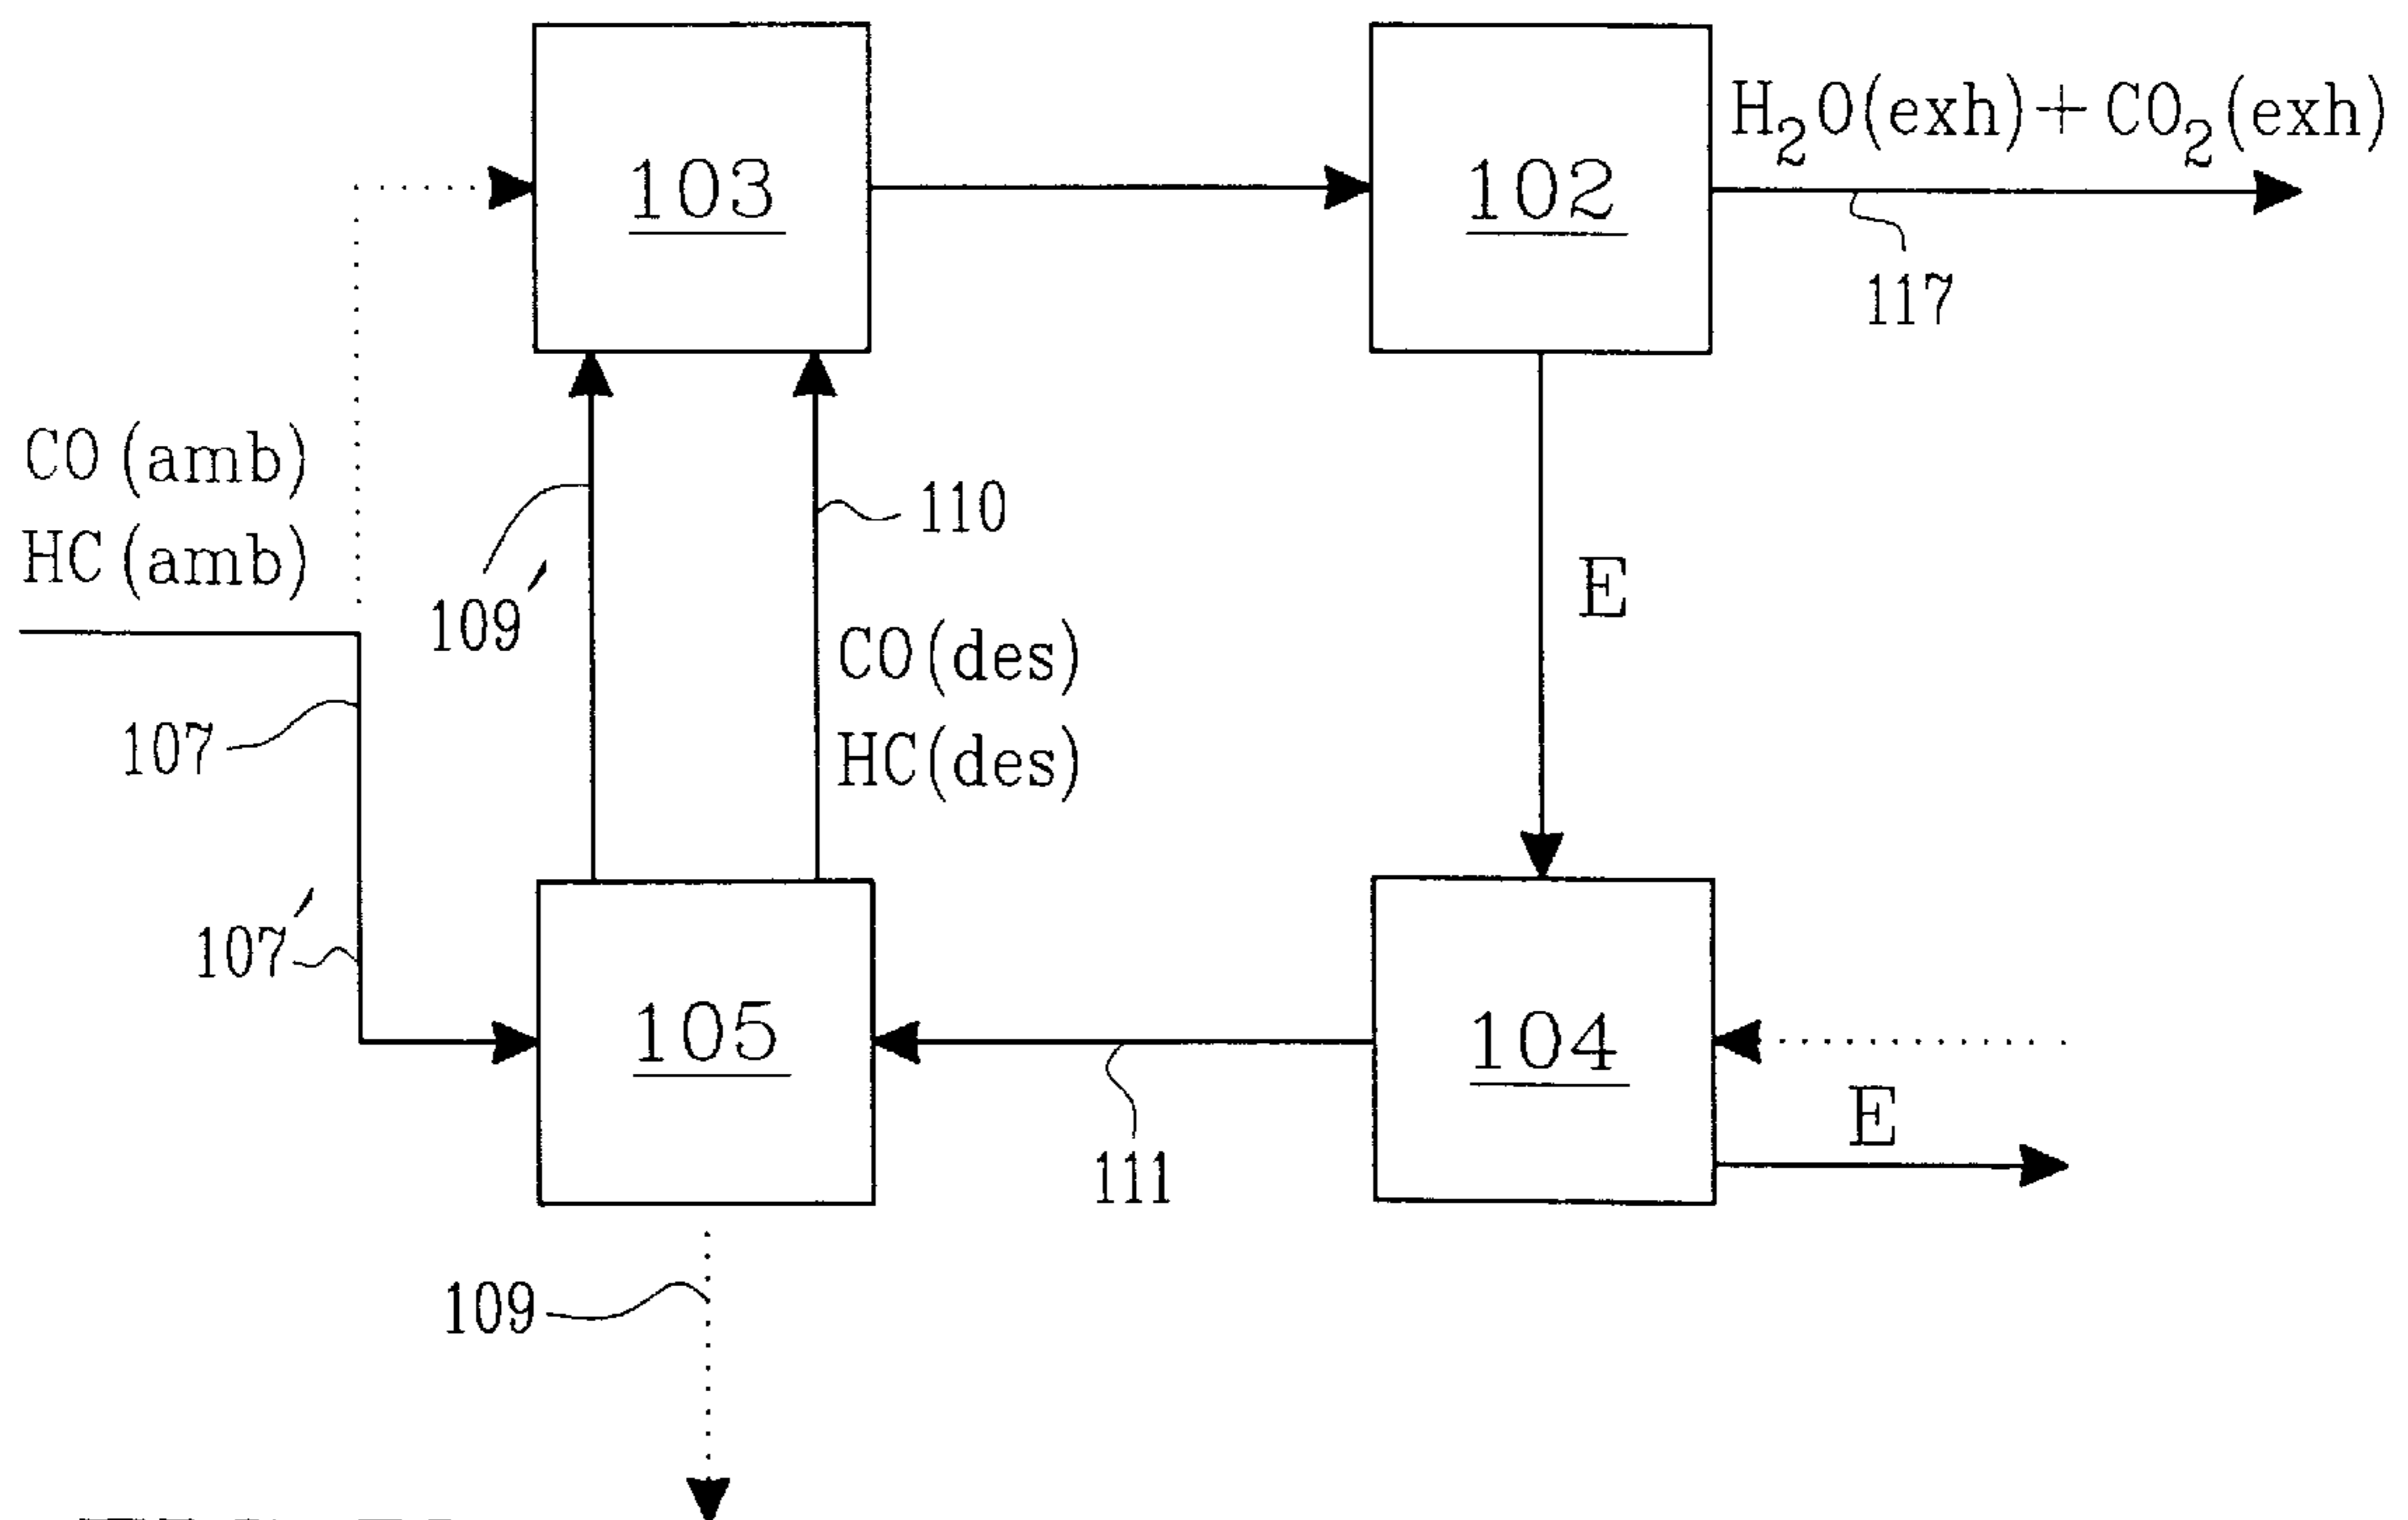 103
102
H₂O(exh)+CO₂(exh)
117
CO(amb)
HC(amb)
110
109'
E
CO(des)
HC(des)
107
107'
105
104
E
111
109